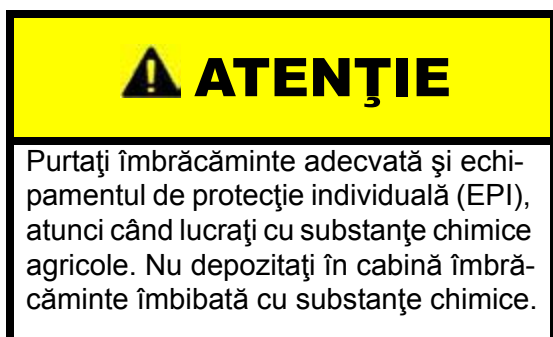 ATENŢIE
Purtaţi îmbrăcăminte adecvată şi echi-
pamentul de protecţie individuală (EPI),
atunci când lucraţi cu substanţe chimice
agricole. Nu depozitaţi în cabină îmbră-
căminte îmbibată cu substanţe chimice.